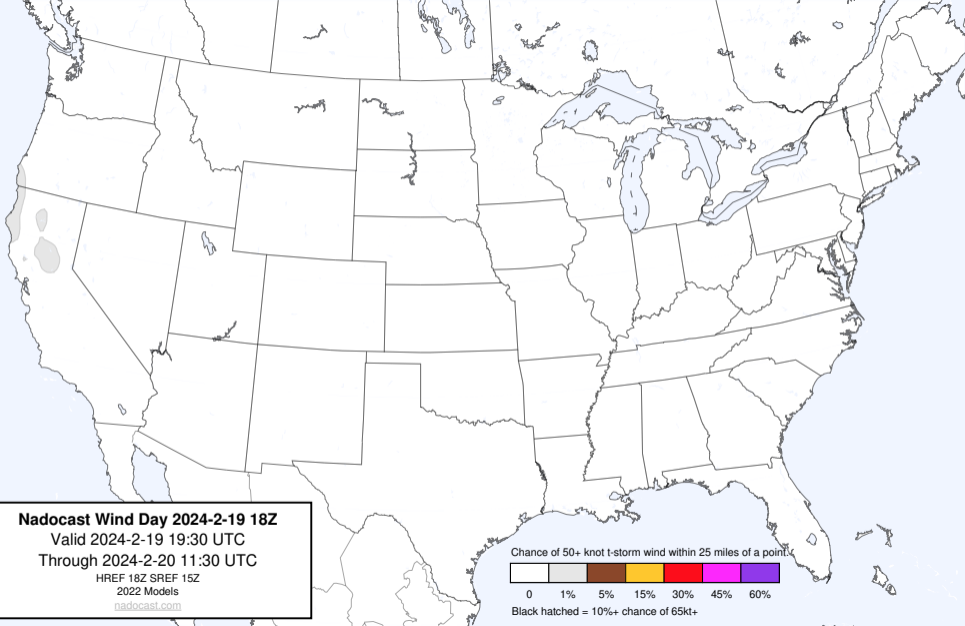 Nadocast Wind Day 2024-2-19 18Z
Valid 2024-2-19 19:30 UTC
Through 2024-2-20 11:30 UTC
HREF 18Z SREF 15Z
2022 Models
nadocast.com
Chance of 50+ knot t-storm wind within 25 miles of a point.
0 1% 5% 15% 30% 45% 60%
Black hatched = 10%+ chance of 65kt+